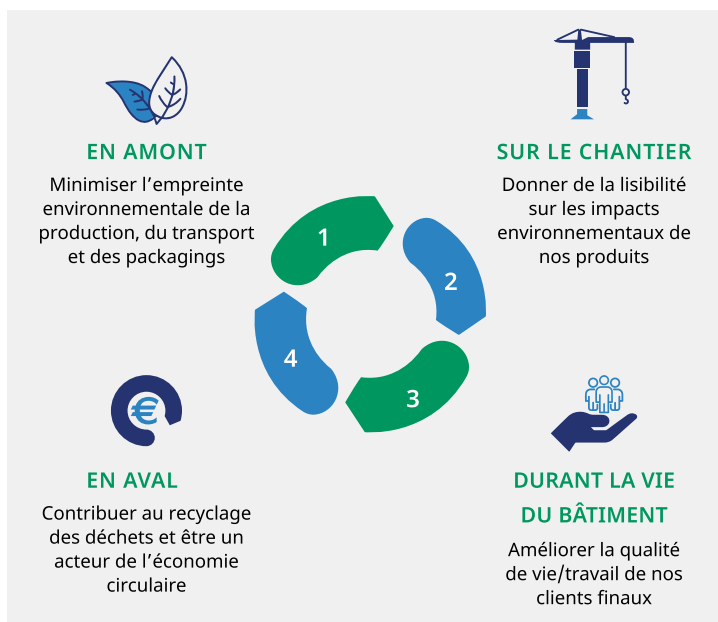 EN AMONT
Minimiser l’empreinte
environnementale de la
production, du transport
et des packagings
SUR LE CHANTIER
Donner de la lisibilité
sur les impacts
environnementaux de
nos produits
1
2
3
4
€
EN AVAL
Contribuer au recyclage
des déchets et être un
acteur de l’économie
circulaire
DURANT LA VIE
DU BÂTIMENT
Améliorer la qualité
de vie/travail de nos
clients finaux